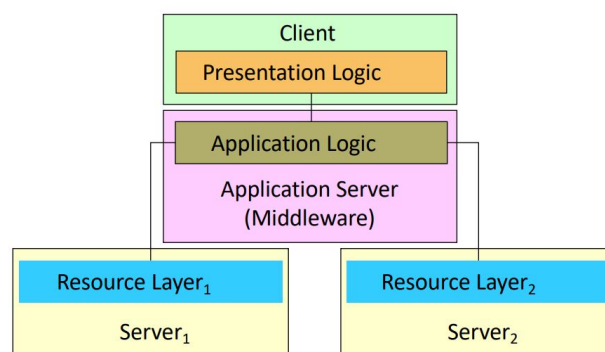 Client
Presentation Logic
Application Logic
Application Server
(Middleware)
Resource Layer₁
Resource Layer₂
Server₁
Server₂